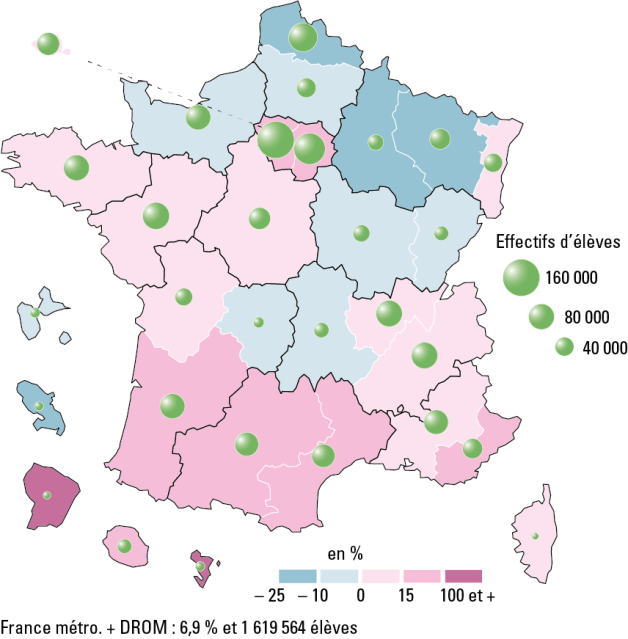 Effectifs d'élèves
160 000
80 000
40 000
en %
– 25 – 10 0 15 100 et +
France métro. + DROM : 6,9 % et 1 619 564 élèves